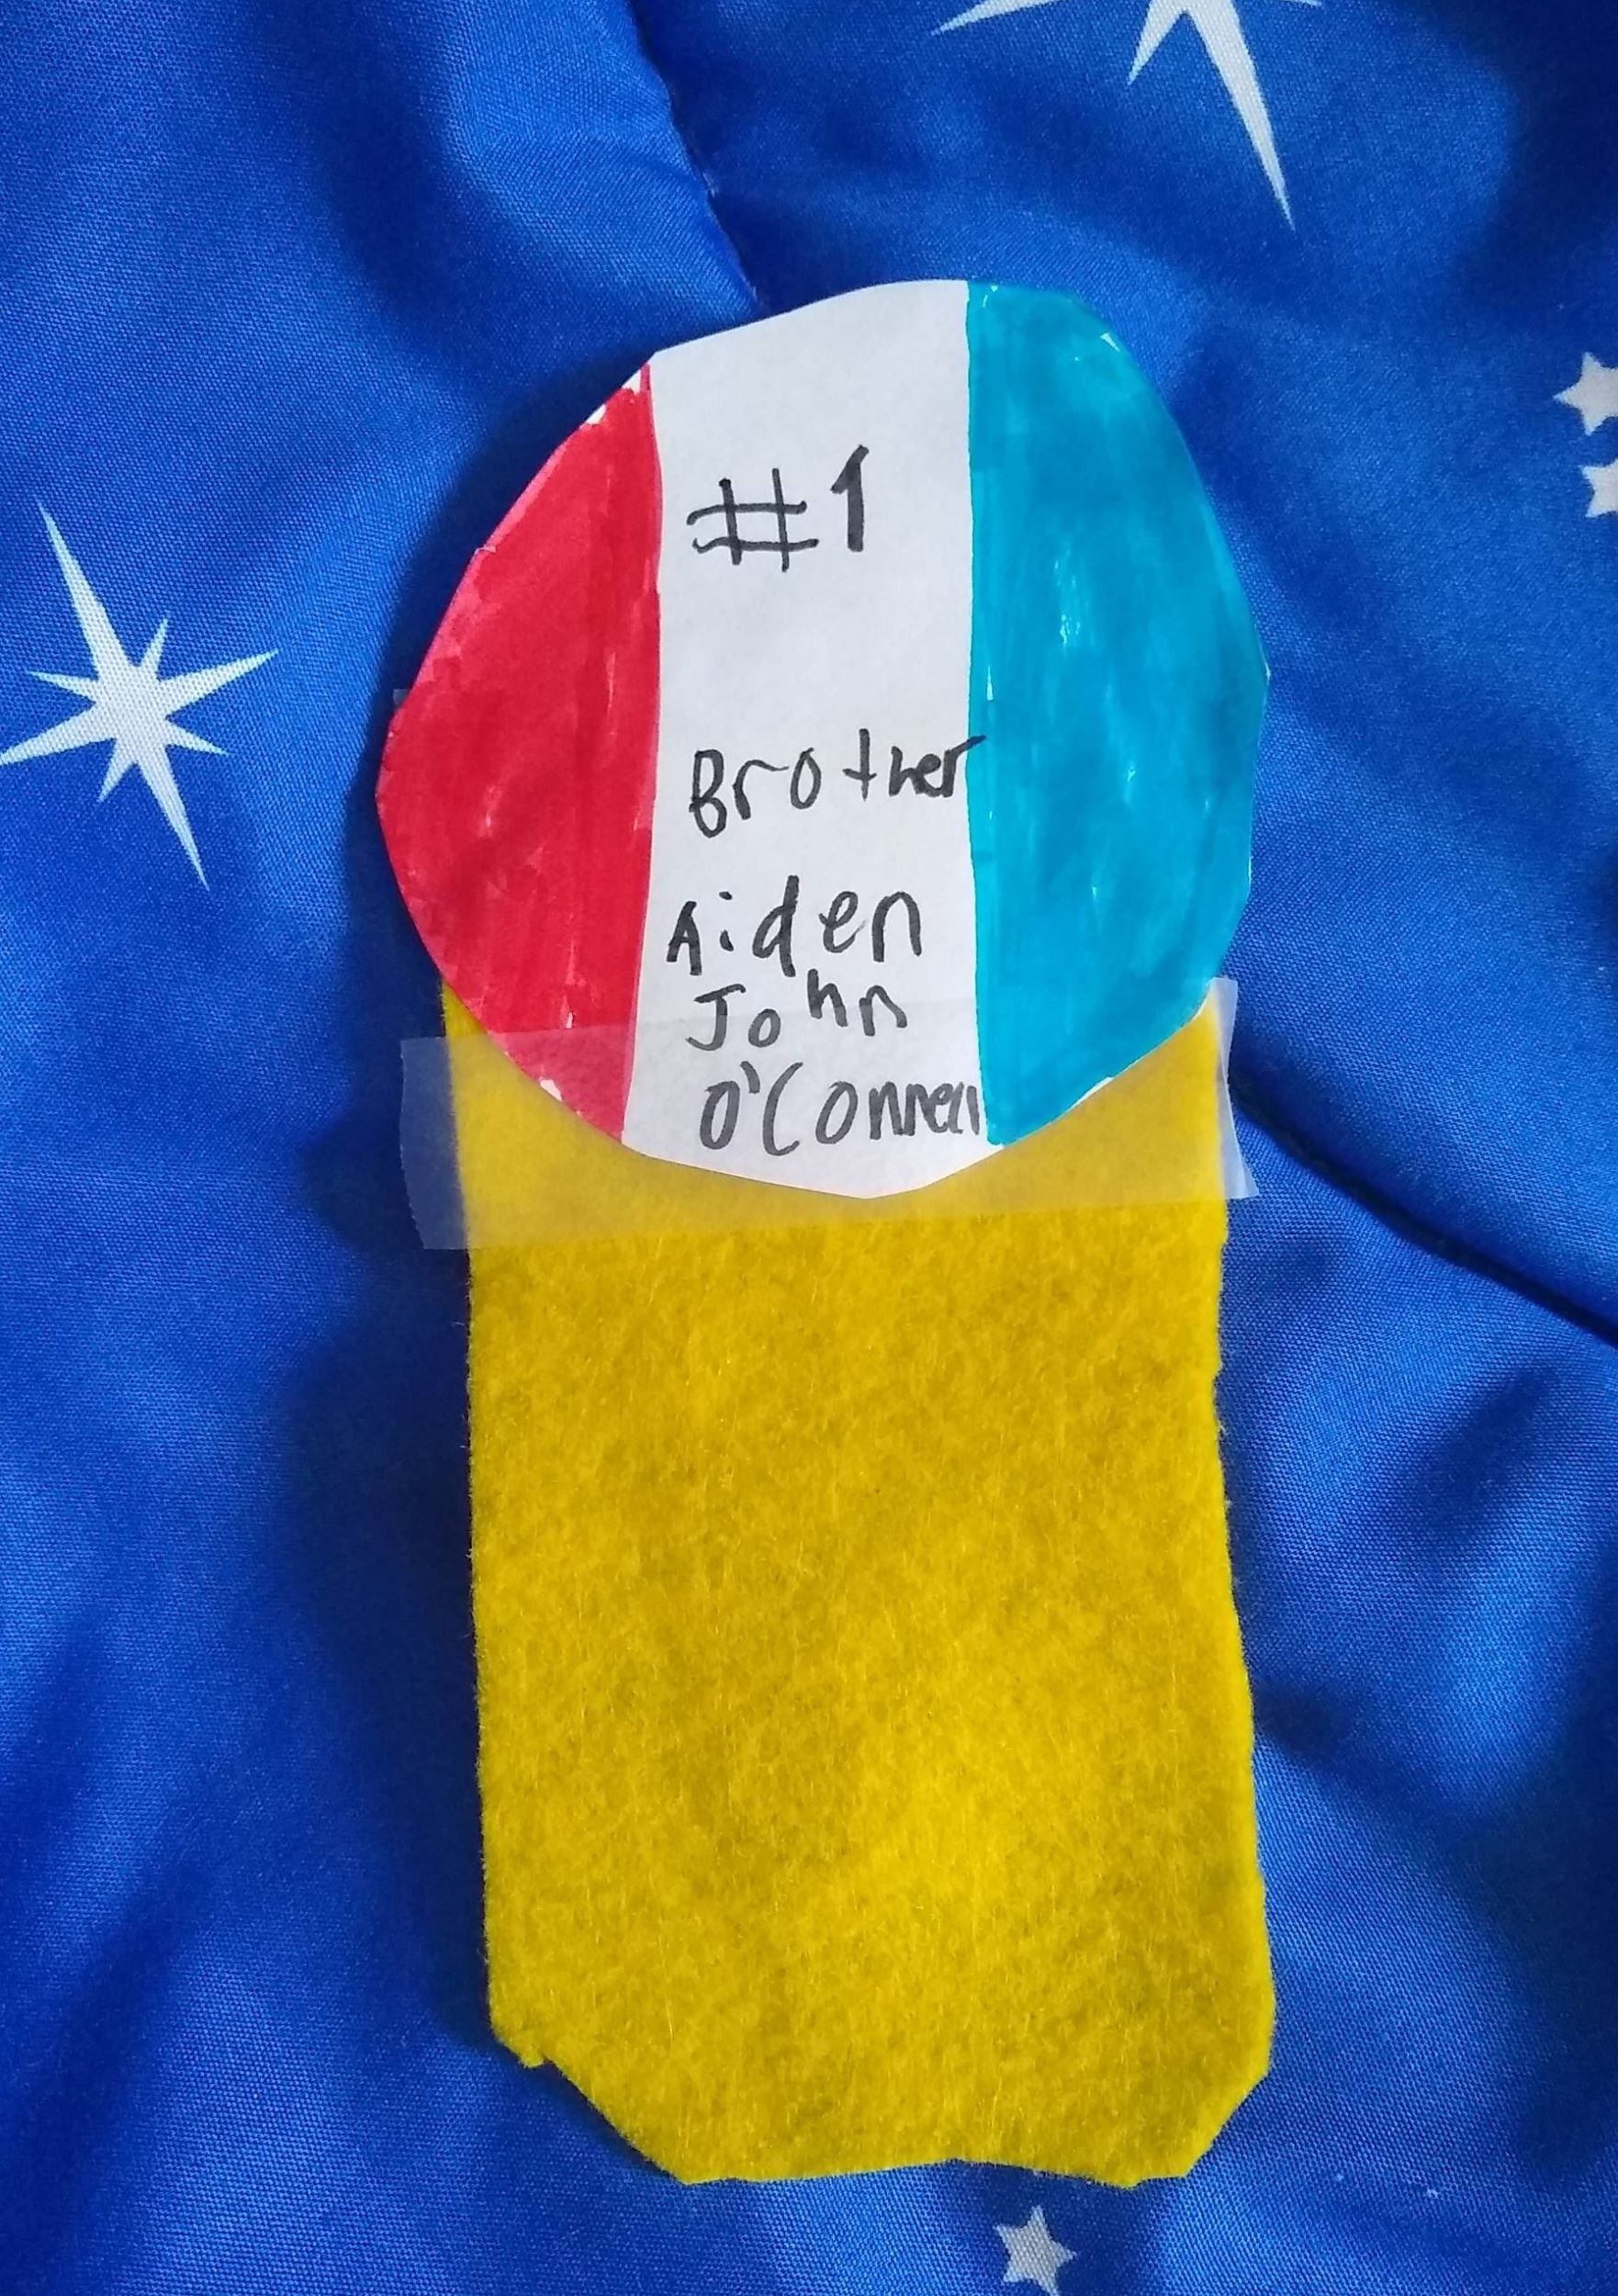 #1
Brother
Aiden
John
O'Connell